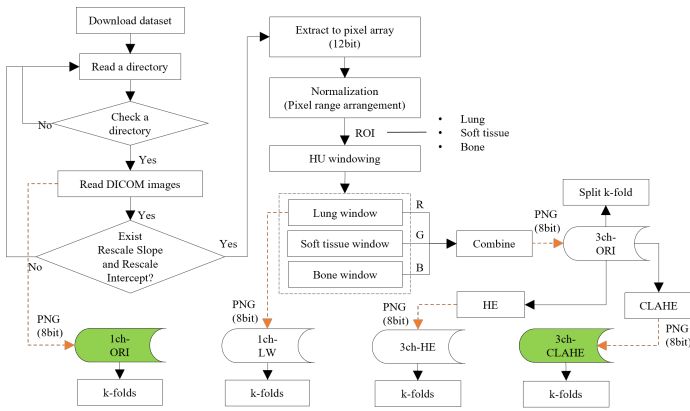 Download dataset
Read a directory
Check a
directory
No
Yes
Read DICOM images
Yes
Exist
Rescale Slope
and Rescale
Intercept?
No
Yes
PNG
(8bit)
1ch-
ORI
k-folds
Extract to pixel array
(12bit)
Normalization
(Pixel range arrangement)
ROI
• Lung
• Soft tissue
• Bone
HU windowing
Lung window
Soft tissue window
Bone window
R
G
B
Combine
PNG
(8bit)
Split k-fold
3ch-
ORI
HE
CLAHE
PNG
(8bit)
1ch-
LW
k-folds
PNG
(8bit)
3ch-HE
k-folds
PNG
(8bit)
3ch-
CLAHE
k-folds